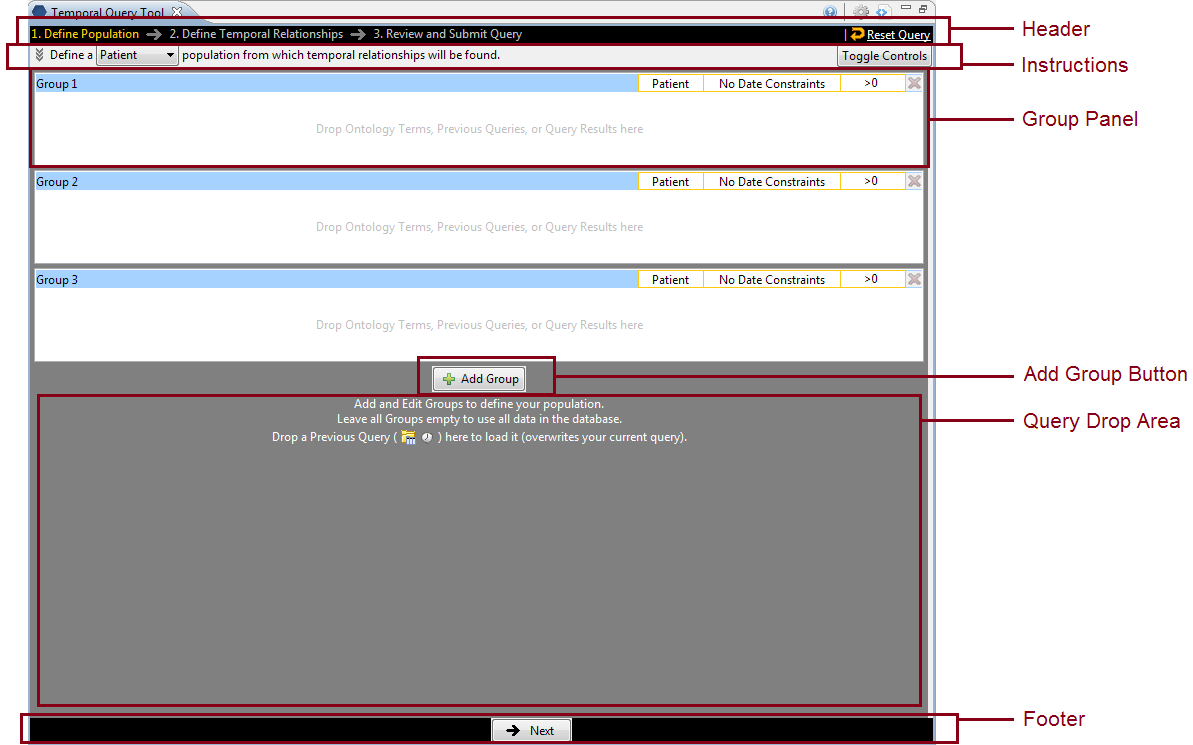 Temporal Query Tool
1. Define Population 2. Define Temporal Relationships 3. Review and Submit Query Reset Query
Header
Define a Patient population from which temporal relationships will be found. Toggle Controls
Instructions
Group 1 Patient No Date Constraints >0
Drop Ontology Terms, Previous Queries, or Query Results here
Group Panel
Group 2 Patient No Date Constraints >0
Drop Ontology Terms, Previous Queries, or Query Results here
Group 3 Patient No Date Constraints >0
Drop Ontology Terms, Previous Queries, or Query Results here
Add Group
Add Group Button
Add and Edit Groups to define your population.
Leave all Groups empty to use all data in the database.
Drop a Previous Query ( ) here to load it (overwrites your current query).
Query Drop Area
Next
Footer